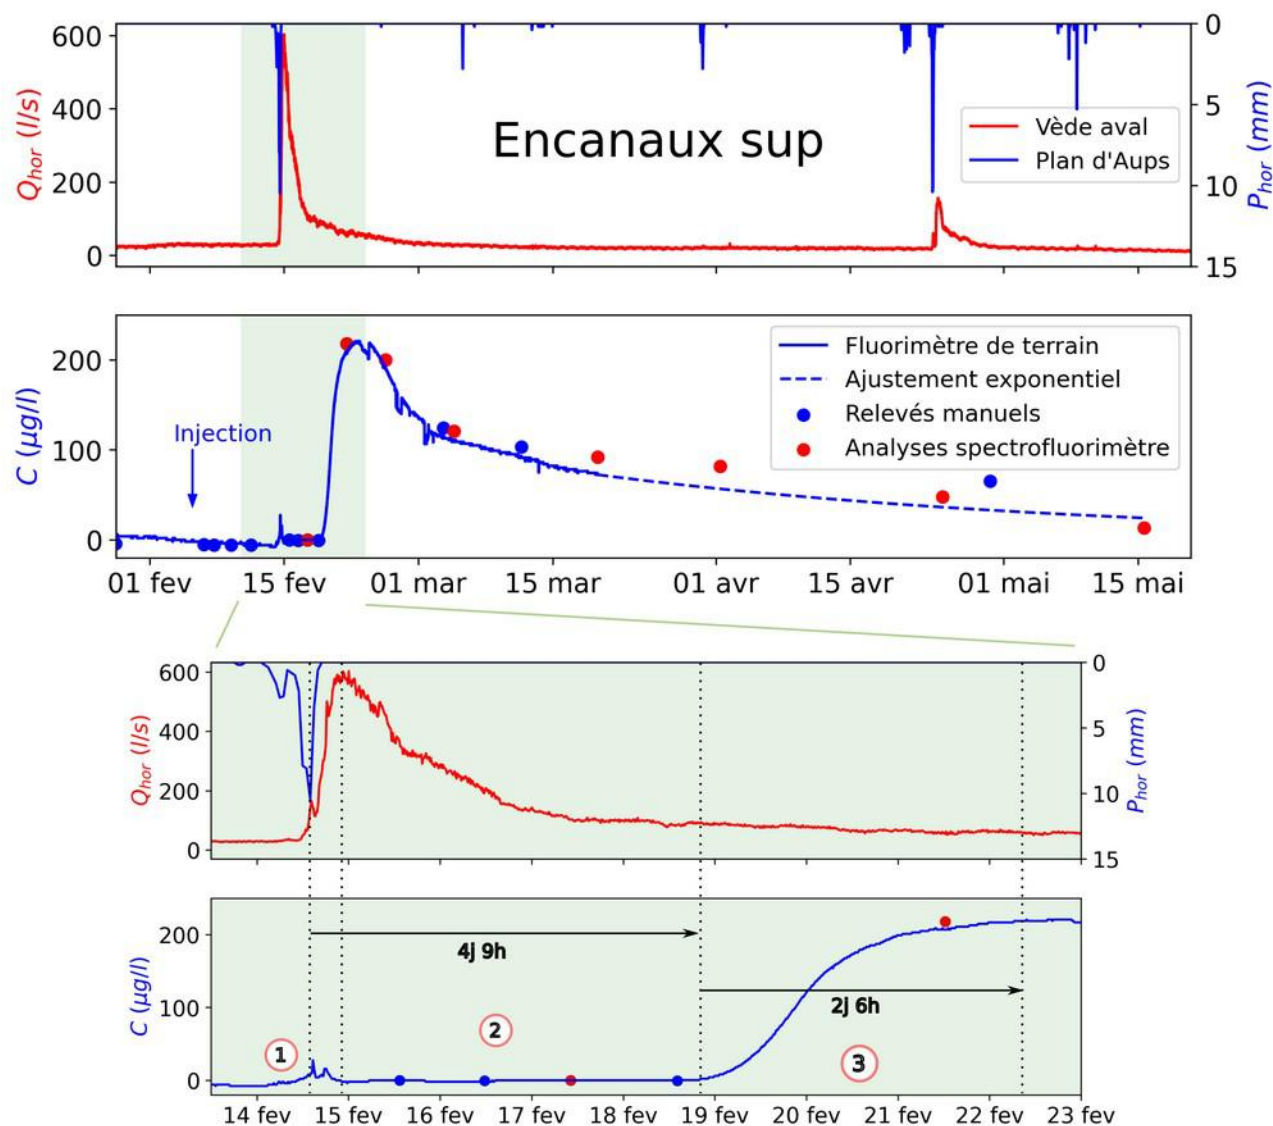 600
400
200
0
Q_hor (l/s)
Encanaux sup
Vède aval
Plan d'Aups
0
5
10
15
P_hor (mm)
200
100
0
C (µg/l)
Injection
Fluorimètre de terrain
Ajustement exponentiel
Relevés manuels
Analyses spectrofluorimètre
01 fev 15 fev 01 mar 15 mar 01 avr 15 avr 01 mai 15 mai
600
400
200
0
Q_hor (l/s)
0
5
10
15
P_hor (mm)
200
100
0
C (µg/l)
4j 9h
2j 6h
1
2
3
14 fev 15 fev 16 fev 17 fev 18 fev 19 fev 20 fev 21 fev 22 fev 23 fev